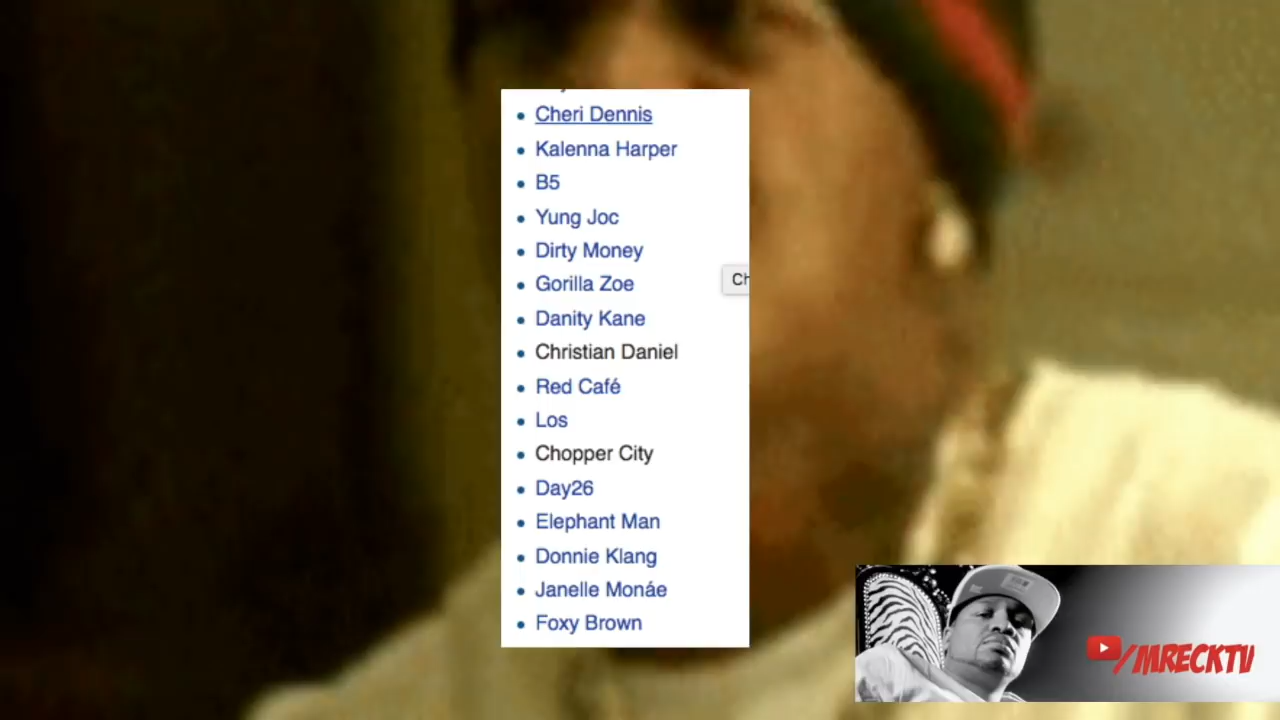 Cheri Dennis
Kalenna Harper
B5
Yung Joc
Dirty Money
Gorilla Zoe
Ch
Danity Kane
Christian Daniel
Red Café
Los
Chopper City
Day26
Elephant Man
Donnie Klang
Janelle Monáe
Foxy Brown
/MRECKTV